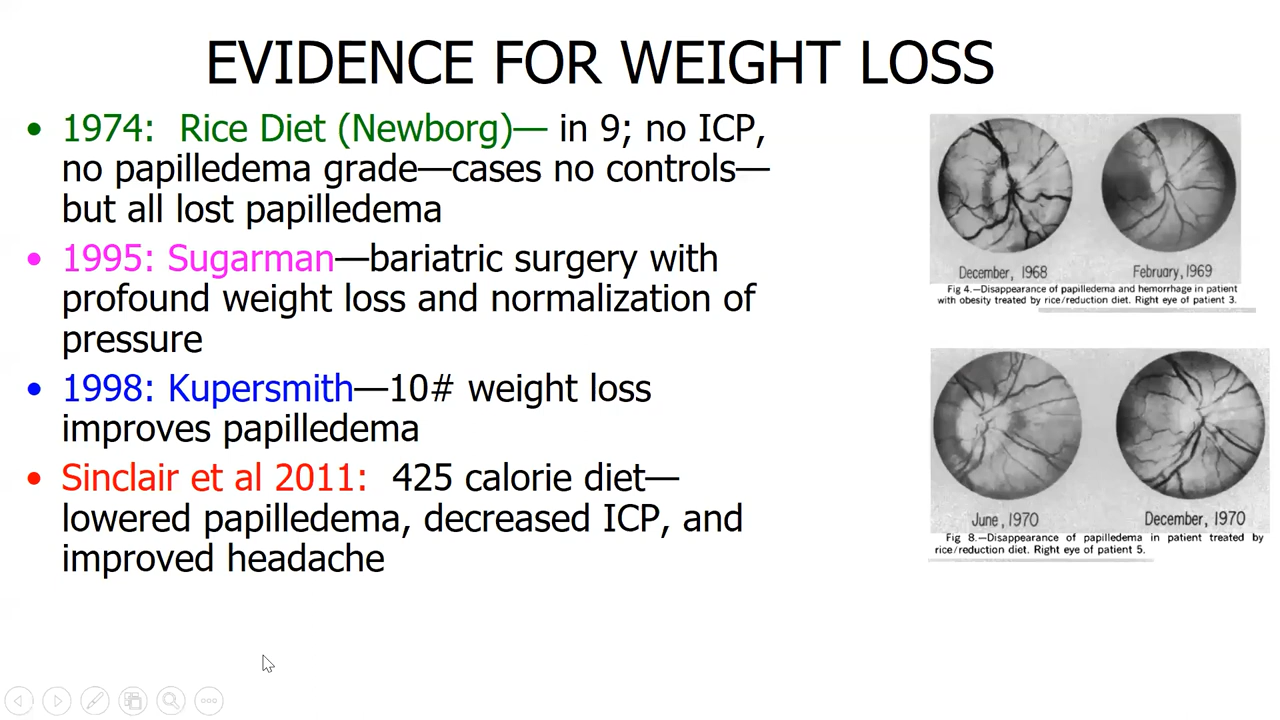 EVIDENCE FOR WEIGHT LOSS
• 1974:  Rice Diet (Newborg)— in 9; no ICP,
no papilledema grade—cases no controls—
but all lost papilledema
• 1995: Sugarman—bariatric surgery with
profound weight loss and normalization of
pressure
• 1998: Kupersmith—10# weight loss
improves papilledema
• Sinclair et al 2011:  425 calorie diet—
lowered papilledema, decreased ICP, and
improved headache
December, 1968 February, 1969
Fig 4.—Disappearance of papilledema and hemorrhage in patient
with obesity treated by rice/reduction diet. Right eye of patient 3.
June, 1970 December, 1970
Fig 8.—Disappearance of papilledema in patient treated by
rice/reduction diet. Right eye of patient 5.